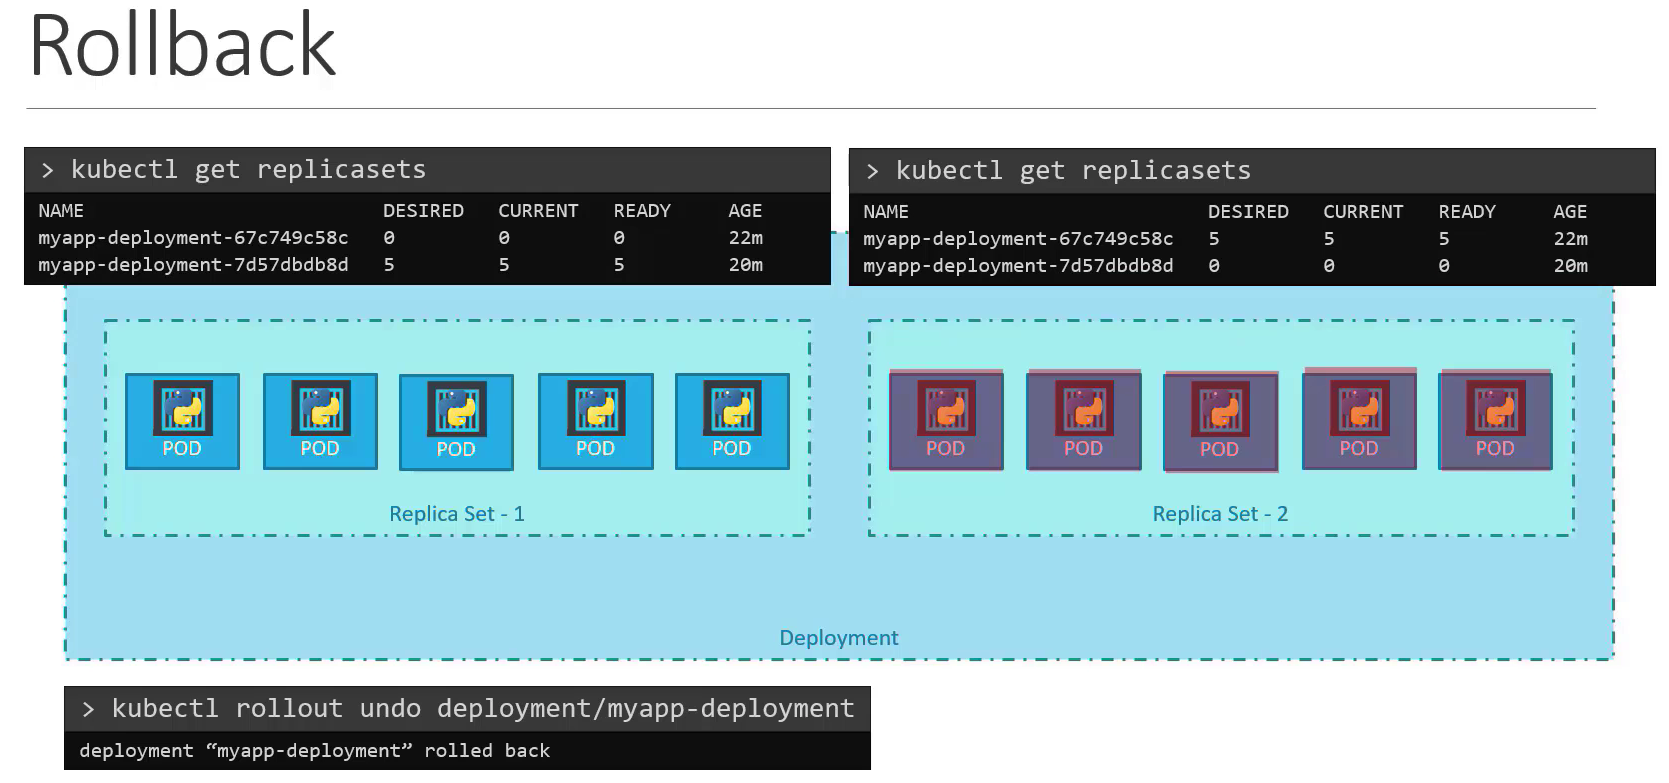 Rollback
> kubectl get replicasets
NAME DESIRED CURRENT READY AGE
myapp-deployment-67c749c58c 0 0 0 22m
myapp-deployment-7d57dbdb8d 5 5 5 20m
> kubectl get replicasets
NAME DESIRED CURRENT READY AGE
myapp-deployment-67c749c58c 5 5 5 22m
myapp-deployment-7d57dbdb8d 0 0 0 20m
POD POD POD POD POD
Replica Set - 1
POD POD POD POD POD
Replica Set - 2
Deployment
> kubectl rollout undo deployment/myapp-deployment
deployment “myapp-deployment” rolled back